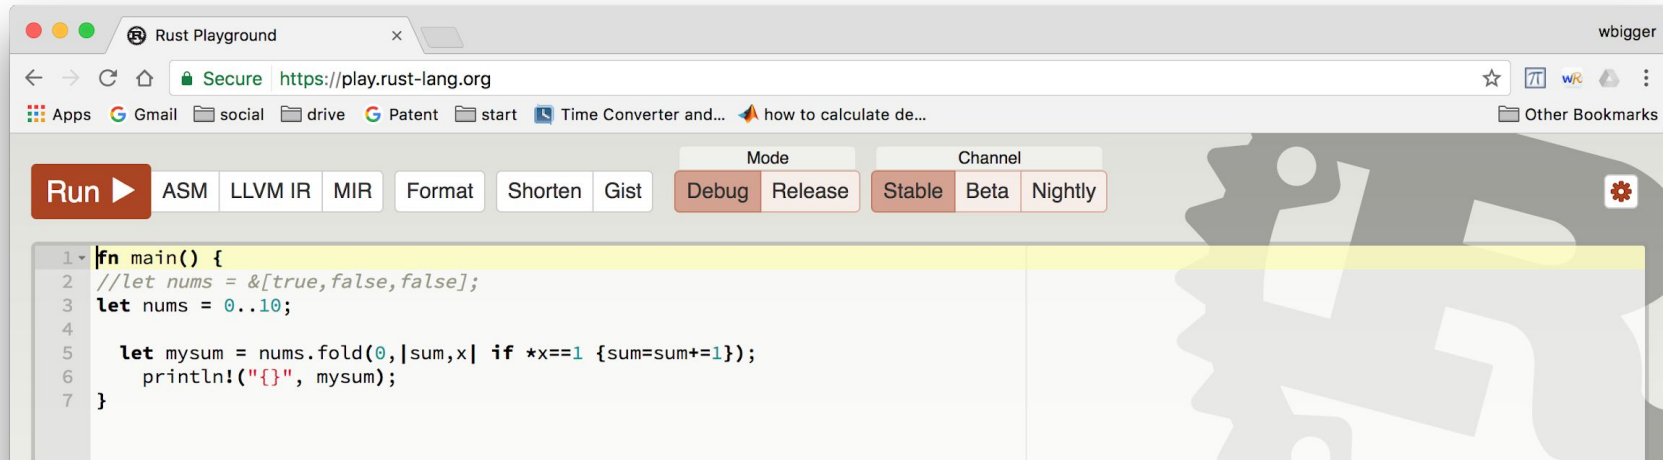 Rust Playground ×
wbigger
Secure https://play.rust-lang.org
Apps Gmail social drive Patent start Time Converter and... how to calculate de... Other Bookmarks
Mode Channel
Run ASM LLVM IR MIR Format Shorten Gist Debug Release Stable Beta Nightly
1 fn main() {
2 //let nums = &[true,false,false];
3 let nums = 0..10;
4
5 let mysum = nums.fold(0,|sum,x| if *x==1 {sum=sum+=1});
6 println!("{}", mysum);
7 }